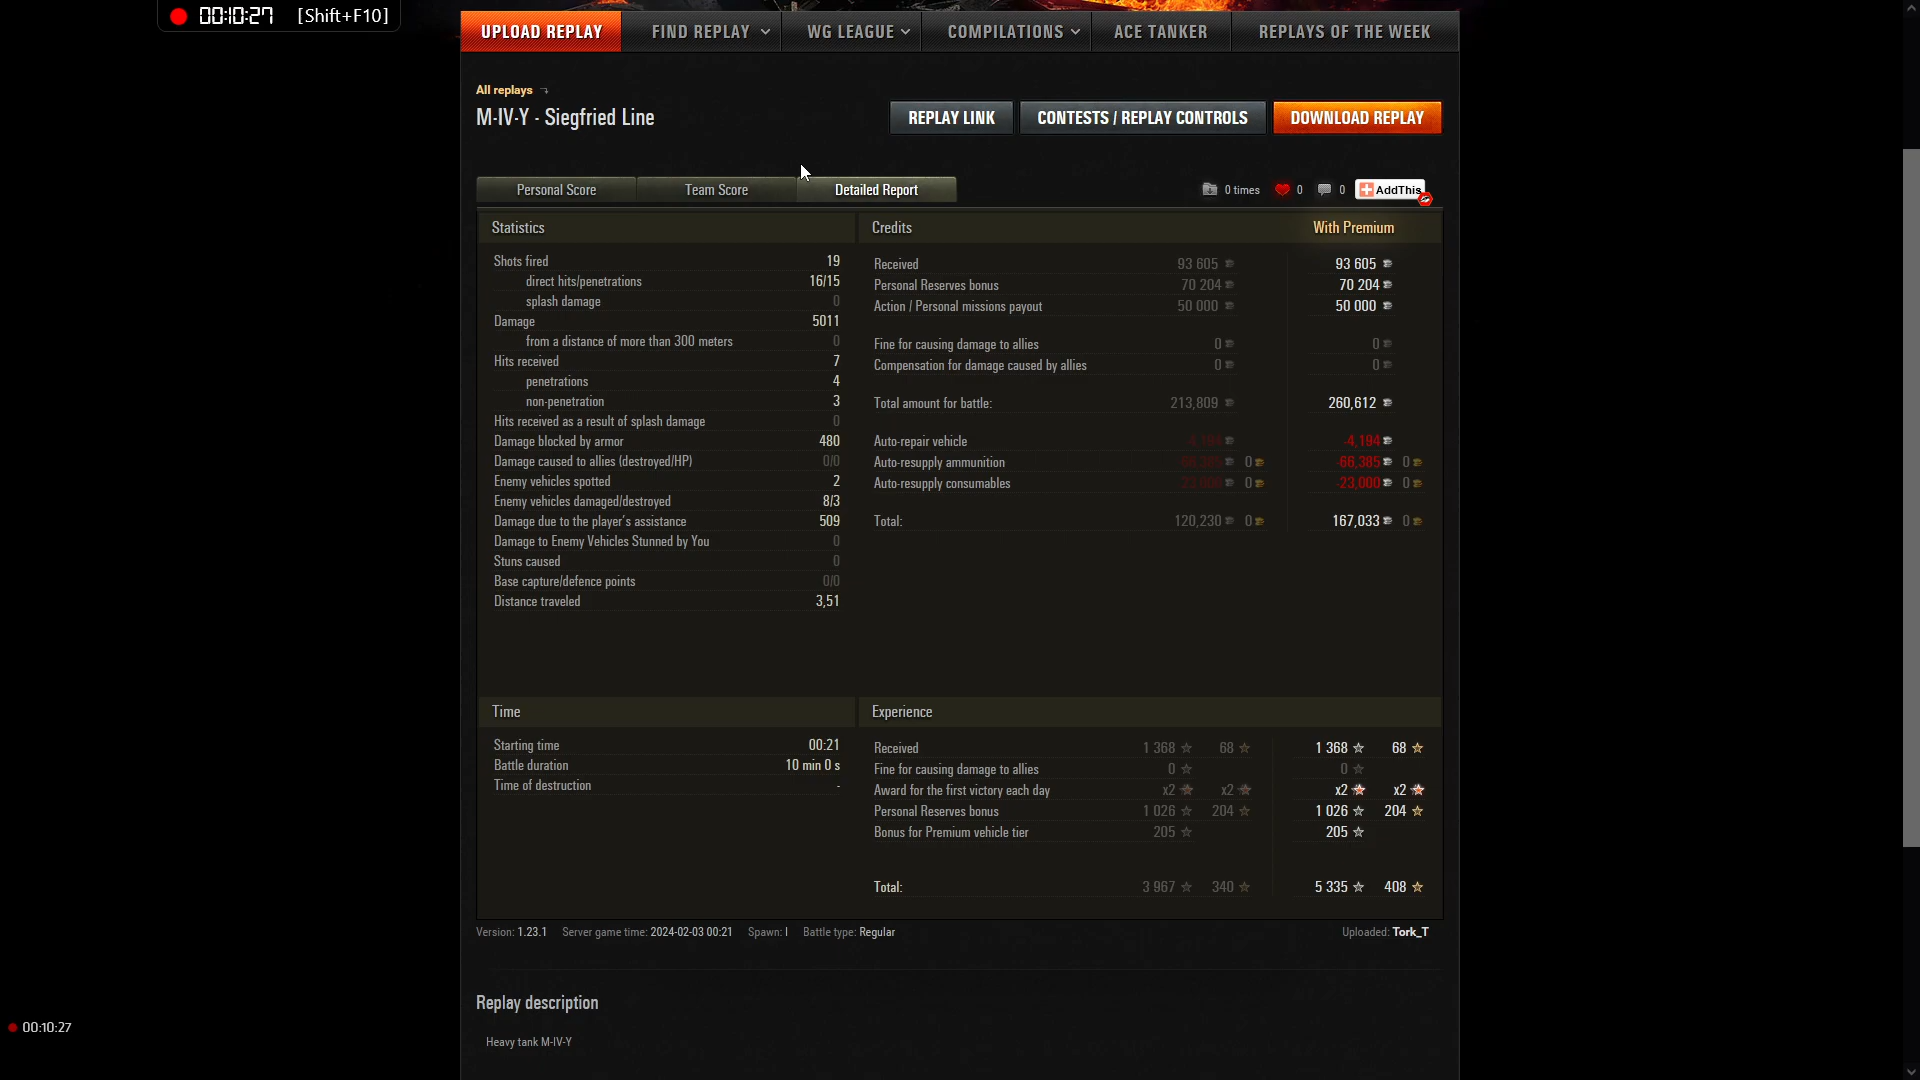 00:10:27 [Shift+F10]
UPLOAD REPLAY FIND REPLAY WG LEAGUE COMPILATIONS ACE TANKER REPLAYS OF THE WEEK
All replays
M-IV-Y - Siegfried Line
REPLAY LINK CONTESTS / REPLAY CONTROLS DOWNLOAD REPLAY
Personal Score Team Score Detailed Report 0 times 0 0 AddThis
Statistics
Shots fired 19
direct hits/penetrations 16/15
splash damage 0
Damage 5011
from a distance of more than 300 meters 0
Hits received 7
penetrations 4
non-penetration 3
Hits received as a result of splash damage 0
Damage blocked by armor 480
Damage caused to allies (destroyed/HP) 0/0
Enemy vehicles spotted 2
Enemy vehicles damaged/destroyed 8/3
Damage due to the player's assistance 509
Damage to Enemy Vehicles Stunned by You 0
Stuns caused 0
Base capture/defence points 0/0
Distance traveled 3,51
Credits With Premium
Received 93 605 93 605
Personal Reserves bonus 70 204 70 204
Action / Personal missions payout 50 000 50 000
Fine for causing damage to allies 0 0
Compensation for damage caused by allies 0 0
Total amount for battle: 213,809 260,612
Auto-repair vehicle -4,194 -4,194
Auto-resupply ammunition -66,385 0 -66,385 0
Auto-resupply consumables -23,000 0 -23,000 0
Total: 120,230 0 167,033 0
Time
Starting time 00:21
Battle duration 10 min 0 s
Time of destruction -
Experience
Received 1 368 68 1 368 68
Fine for causing damage to allies 0 0
Award for the first victory each day x2 x2 x2 x2
Personal Reserves bonus 1 026 204 1 026 204
Bonus for Premium vehicle tier 205 205
Total: 3 967 340 5 335 408
Version: 1.23.1 Server game time: 2024-02-03 00:21 Spawn: I Battle type: Regular Uploaded: Tork_T
Replay description
00:10:27
Heavy tank M-IV-Y